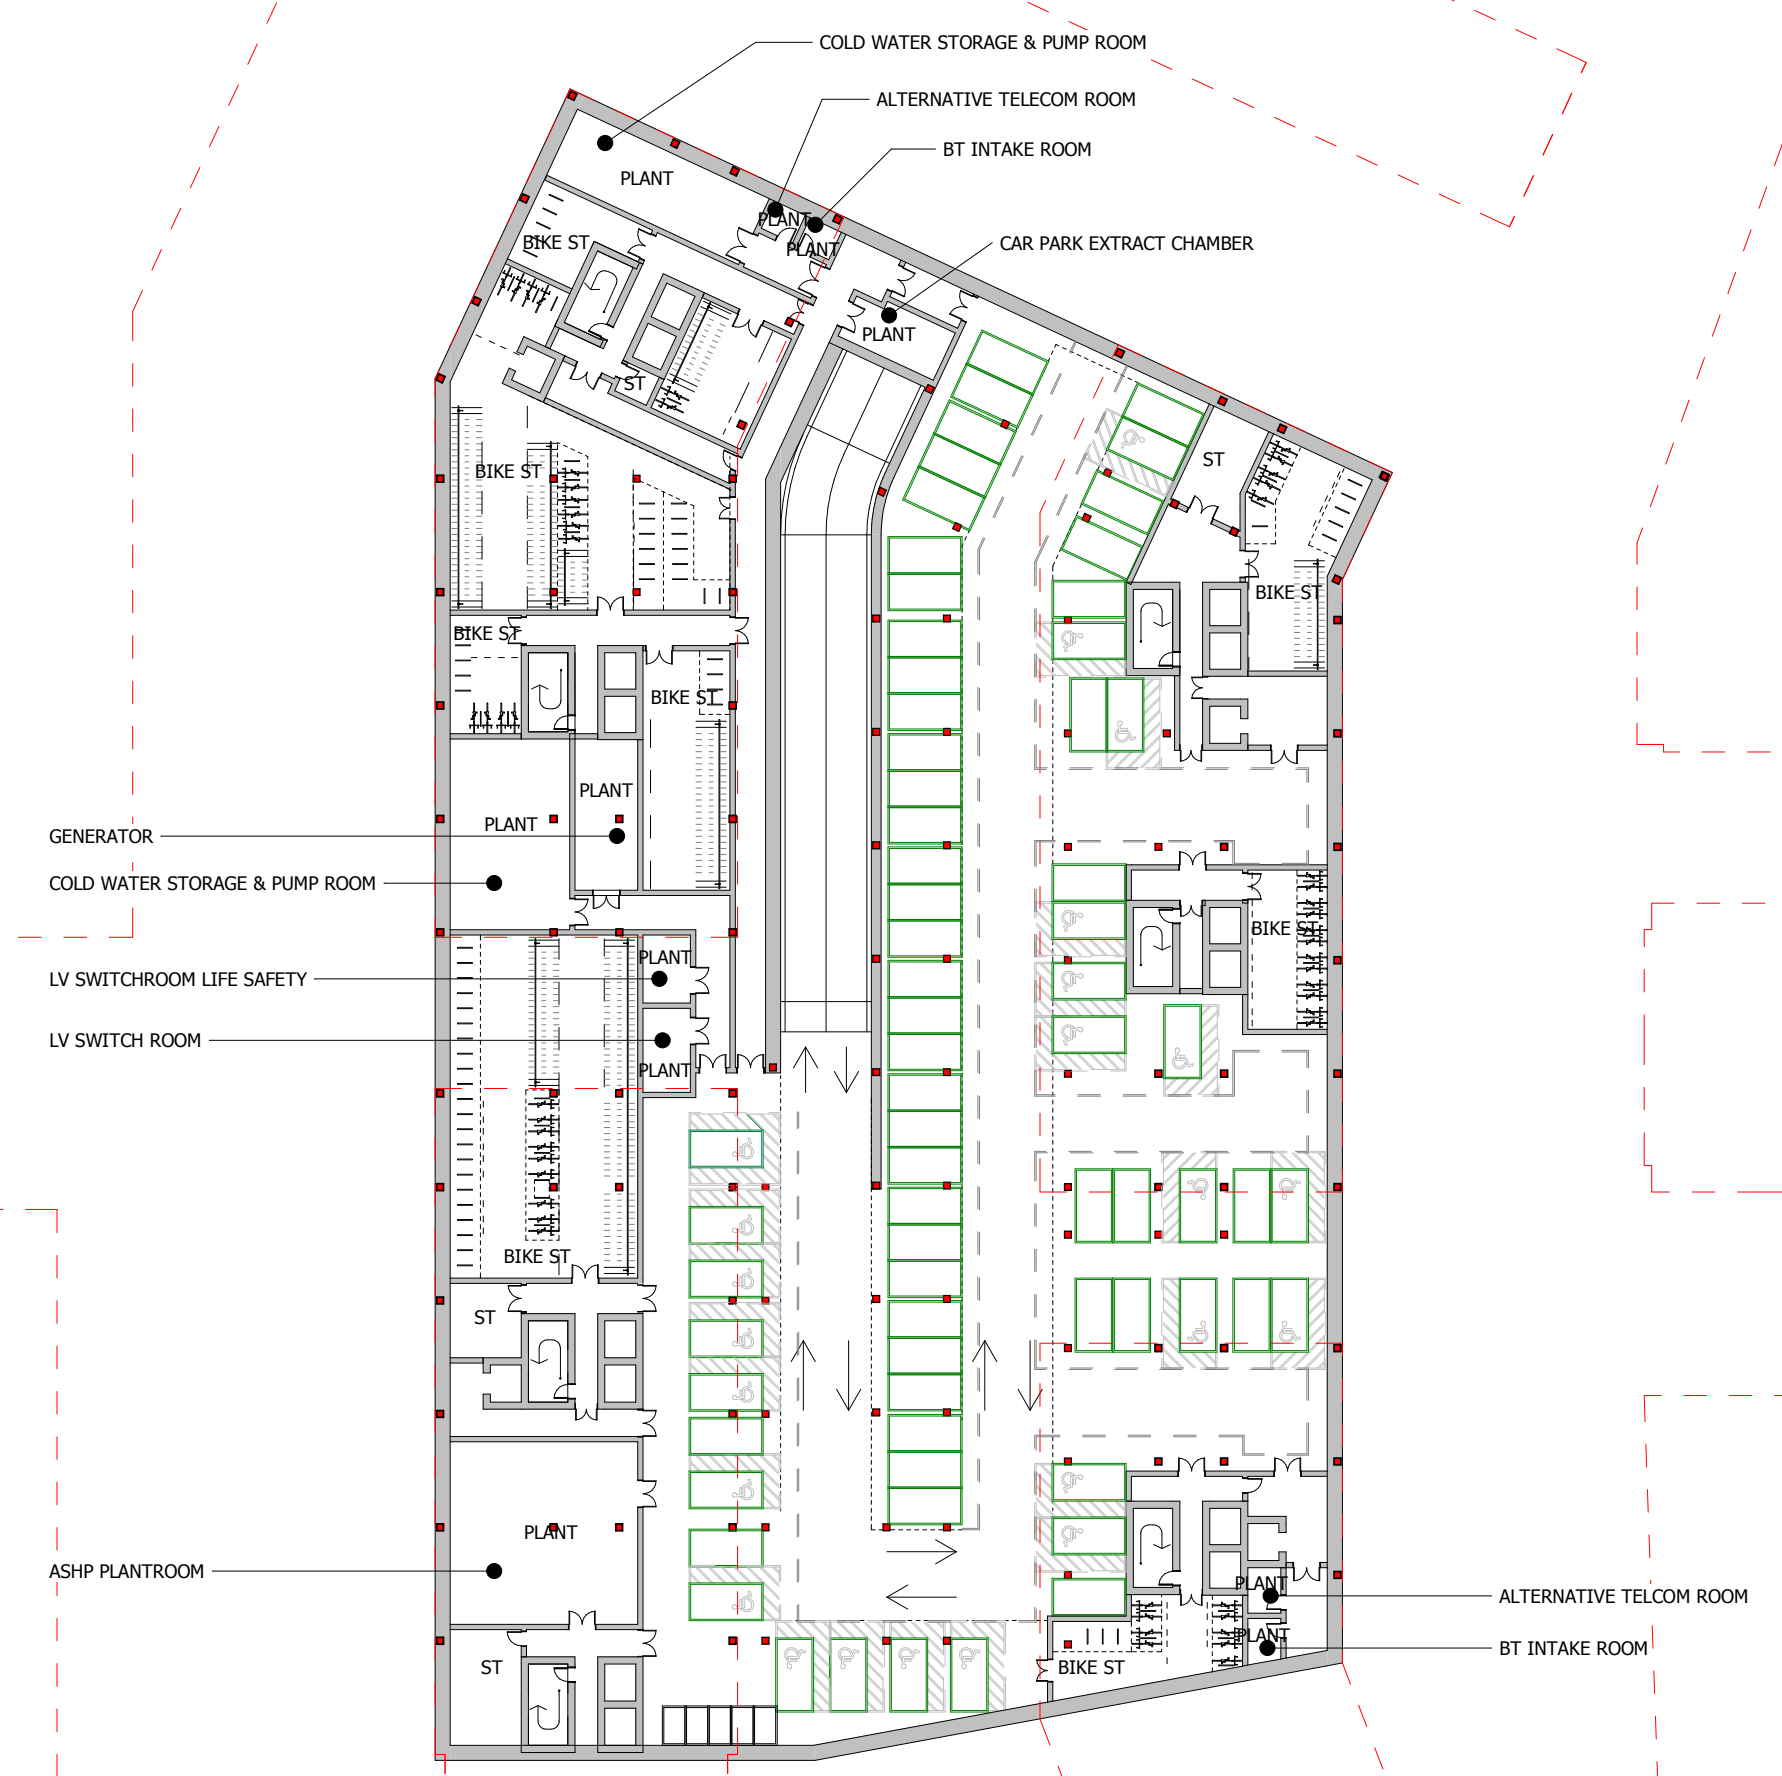 COLD WATER STORAGE & PUMP ROOM
ALTERNATIVE TELECOM ROOM
BT INTAKE ROOM
PLANT
PLANT
BIKE ST
PLANT
CAR PARK EXTRACT CHAMBER
PLANT
ST
ST
BIKE ST
BIKE ST
BIKE ST
BIKE ST
PLANT
PLANT
GENERATOR
COLD WATER STORAGE & PUMP ROOM
BIKE ST
PLANT
LV SWITCHROOM LIFE SAFETY
LV SWITCH ROOM
PLANT
BIKE ST
ST
PLANT
ASHP PLANTROOM
PLANT
ALTERNATIVE TELCOM ROOM
PLANT
BT INTAKE ROOM
ST
BIKE ST